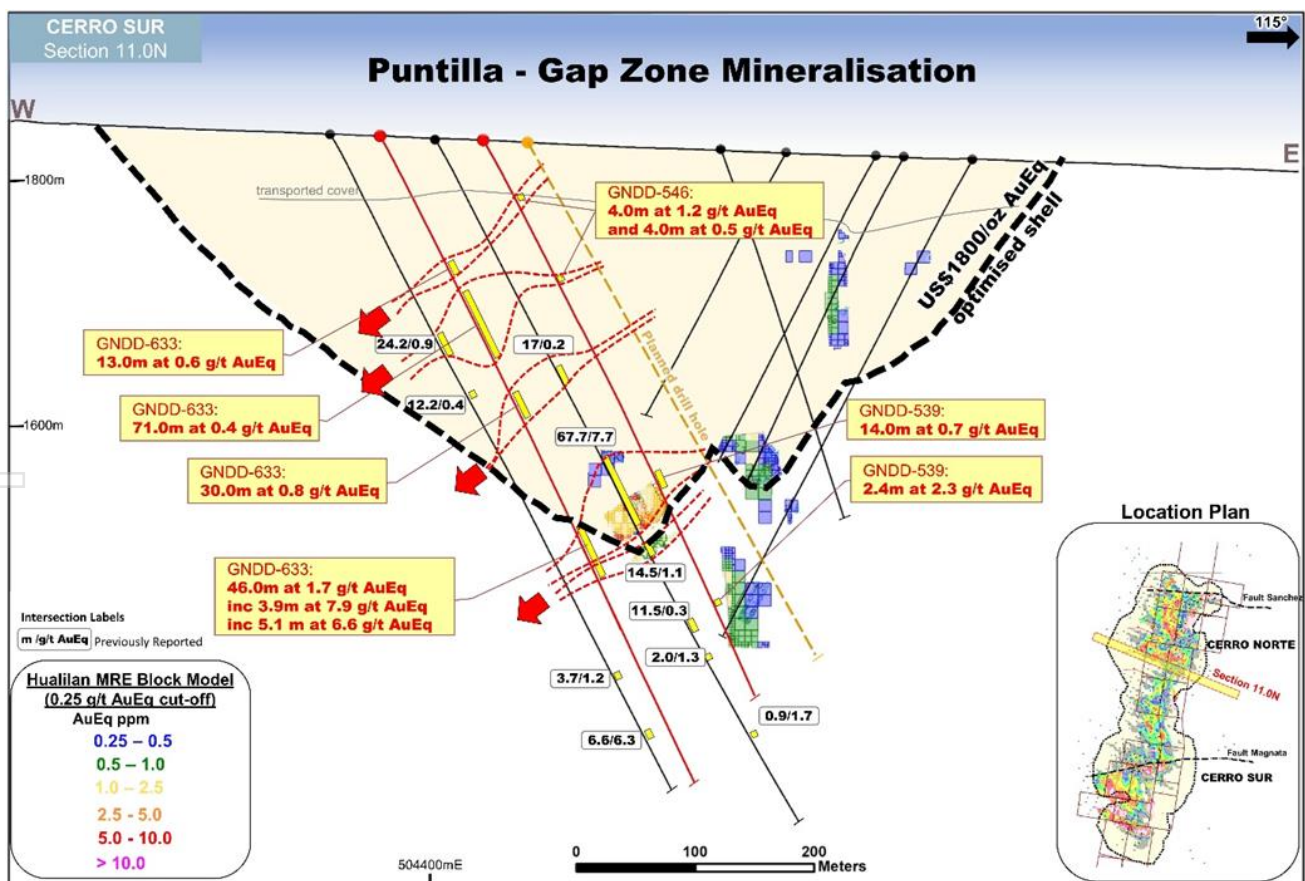 CERRO SUR
Section 11.0N
115°
Puntilla - Gap Zone Mineralisation
W
E
1800m
transported cover
GNDD-546:
4.0m at 1.2 g/t AuEq
and 4.0m at 0.5 g/t AuEq
US$1800/oz AuEq
optimised shell
GNDD-633:
13.0m at 0.6 g/t AuEq
24.2/0.9
17/0.2
Planned drill hole
GNDD-633:
71.0m at 0.4 g/t AuEq
12.2/0.4
1600m
67.7/7.7
GNDD-539:
14.0m at 0.7 g/t AuEq
GNDD-633:
30.0m at 0.8 g/t AuEq
GNDD-539:
2.4m at 2.3 g/t AuEq
GNDD-633:
46.0m at 1.7 g/t AuEq
inc 3.9m at 7.9 g/t AuEq
inc 5.1 m at 6.6 g/t AuEq
14.5/1.1
11.5/0.3
2.0/1.3
3.7/1.2
0.9/1.7
6.6/6.3
Intersection Labels
m /g/t AuEq Previously Reported
Hualilan MRE Block Model
(0.25 g/t AuEq cut-off)
AuEq ppm
0.25 – 0.5
0.5 – 1.0
1.0 – 2.5
2.5 - 5.0
5.0 - 10.0
> 10.0
504400mE
0 100 200
Meters
Location Plan
Fault Sanchez
CERRO NORTE
Section 11.0N
Fault Magnata
CERRO SUR